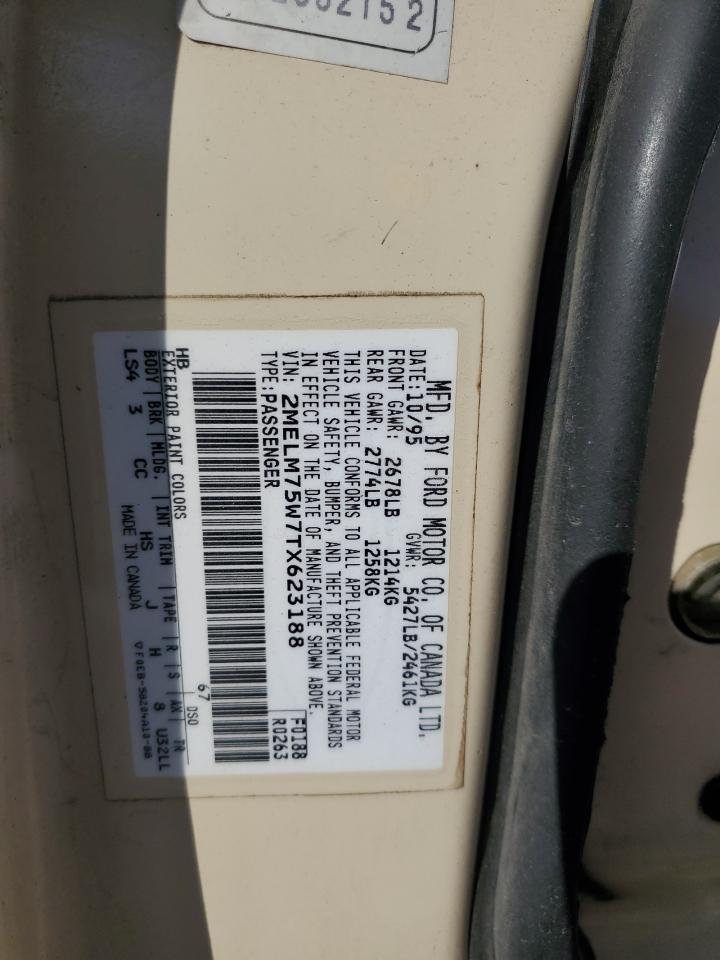 MFD. BY FORD MOTOR CO. OF CANADA LTD.
DATE: 10/95 GVWR: 5427LB/2461KG
FRONT GAWR: 2678LB 1214KG
REAR GAWR: 2774LB 1258KG
THIS VEHICLE CONFORMS TO ALL APPLICABLE FEDERAL MOTOR
VEHICLE SAFETY, BUMPER, AND THEFT PREVENTION STANDARDS
IN EFFECT ON THE DATE OF MANUFACTURE SHOWN ABOVE.
VIN: 2MELM75W7TX623188
TYPE: PASSENGER
F0188
R0263
HB 67
EXTERIOR PAINT COLORS DSO
BODY BRK MLDG. INT TRIM TAPE R S AX TR
LS4 3 CC HS J H 8 U32LL
MADE IN CANADA